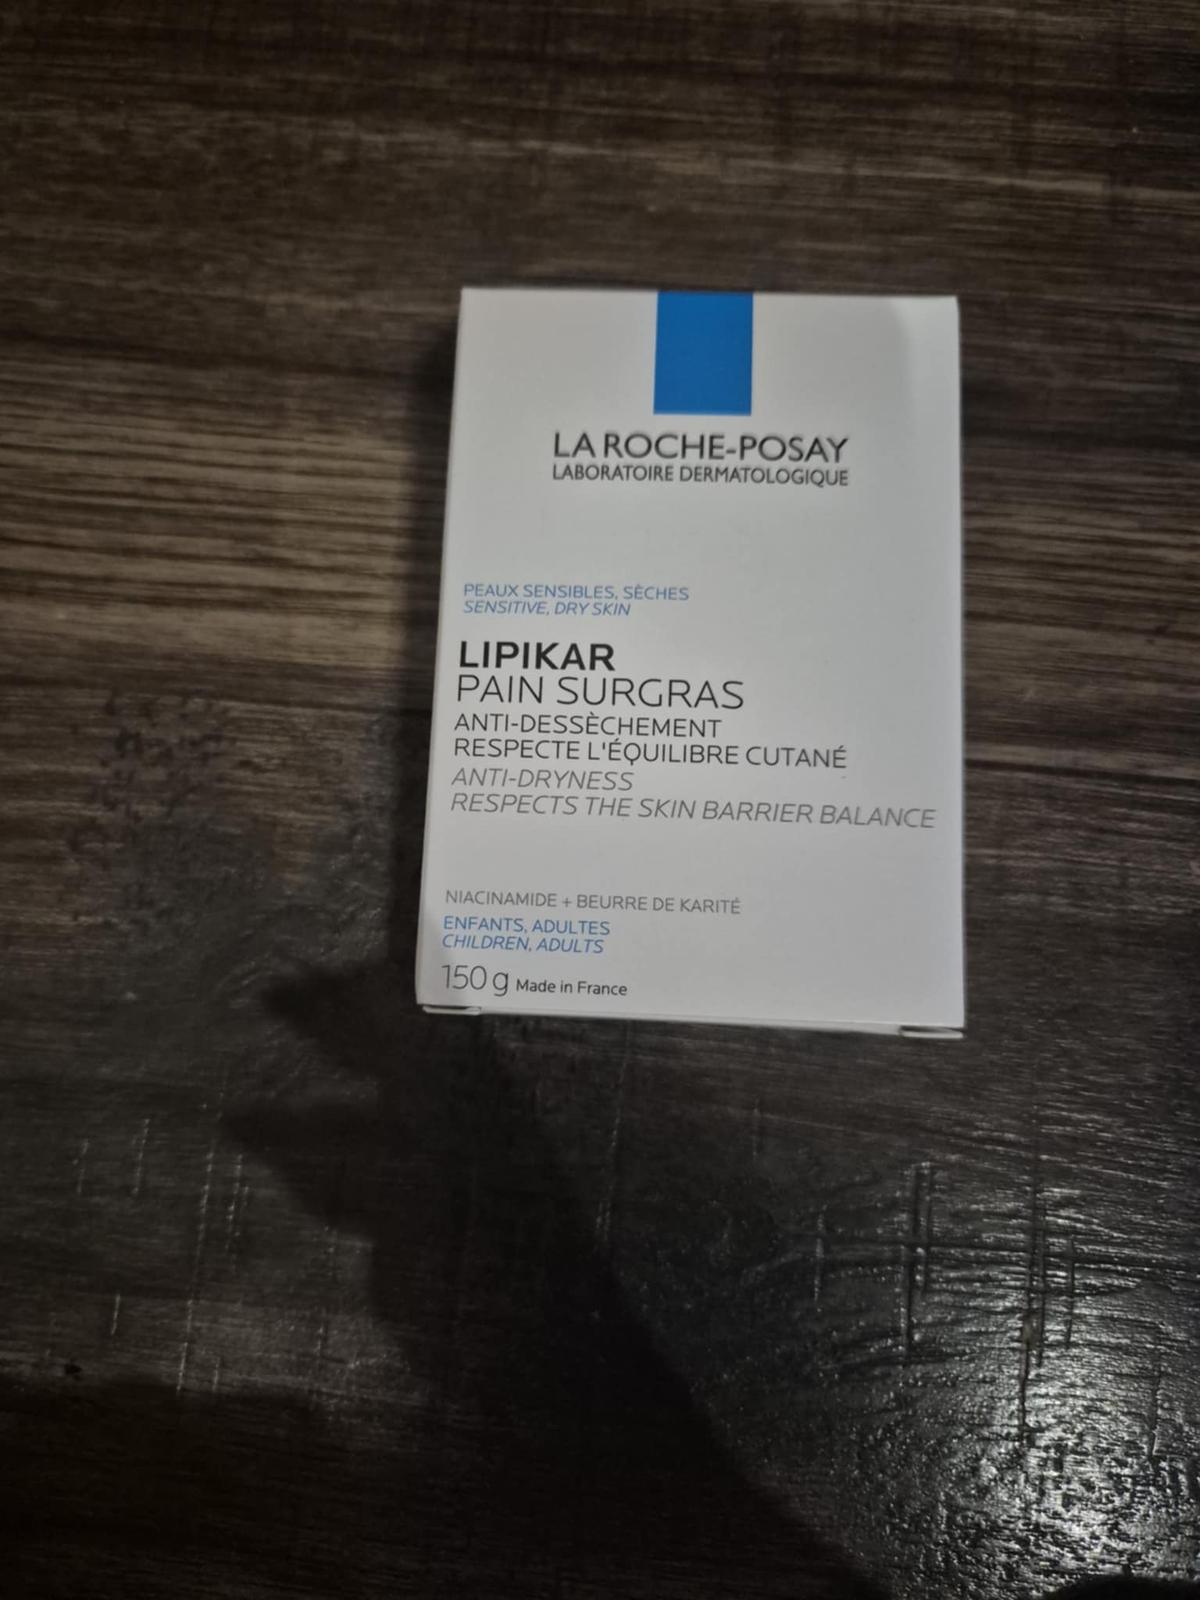 LA ROCHE-POSAY
LABORATOIRE DERMATOLOGIQUE
PEAUX SENSIBLES, SÈCHES
SENSITIVE, DRY SKIN
LIPIKAR
PAIN SURGRAS
ANTI-DESSÈCHEMENT
RESPECTE L'ÉQUILIBRE CUTANÉ
ANTI-DRYNESS
RESPECTS THE SKIN BARRIER BALANCE
NIACINAMIDE + BEURRE DE KARITÉ
ENFANTS, ADULTES
CHILDREN, ADULTS
150 g Made in France